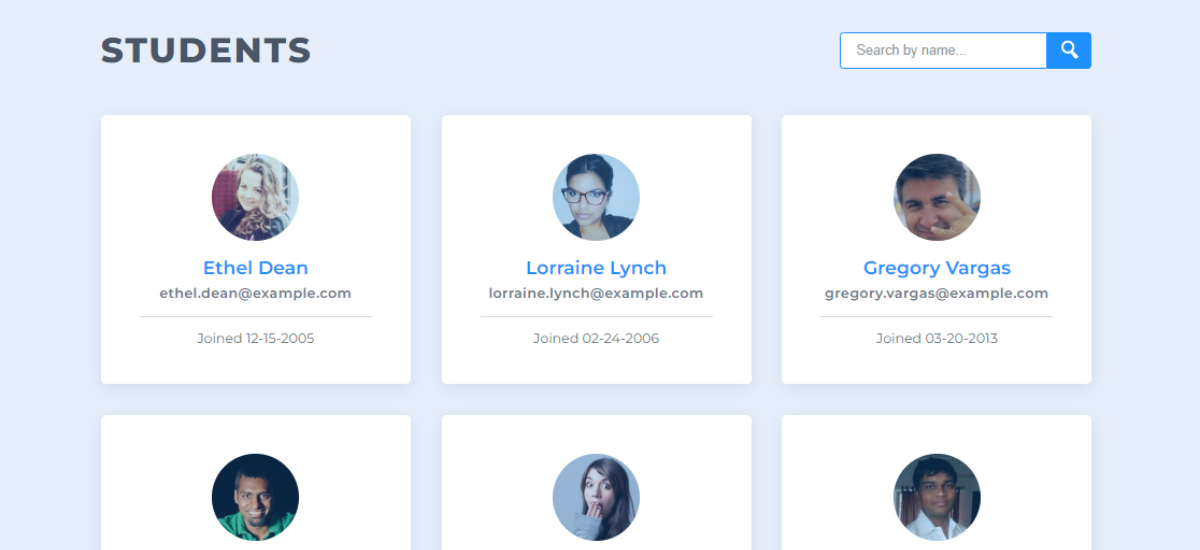 STUDENTS
Search by name...
Ethel Dean
ethel.dean@example.com
Joined 12-15-2005
Lorraine Lynch
lorraine.lynch@example.com
Joined 02-24-2006
Gregory Vargas
gregory.vargas@example.com
Joined 03-20-2013